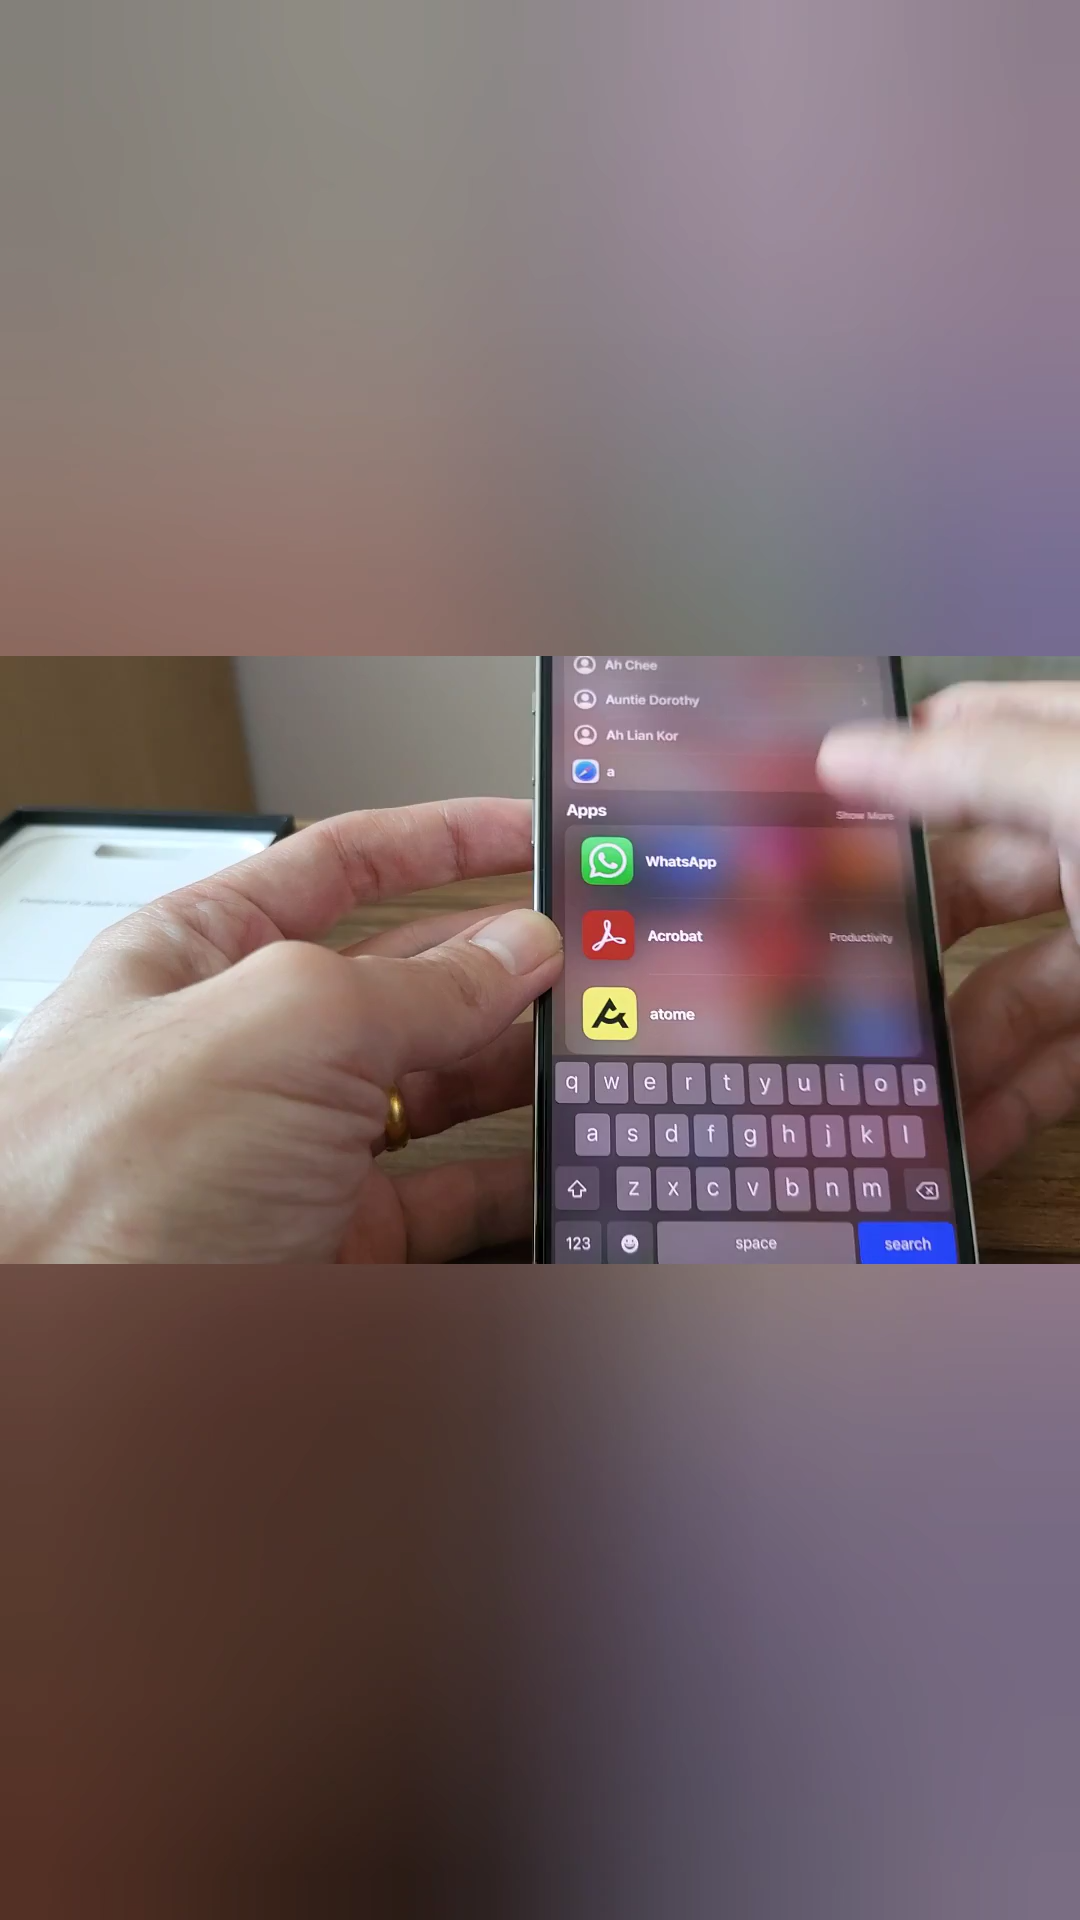 Ah Chee
Auntie Dorothy
Ah Lian Kor
a
Apps
Show More
WhatsApp
Acrobat
Productivity
atome
q w e r t y u i o p
a s d f g h j k l
z x c v b n m
123
space
search